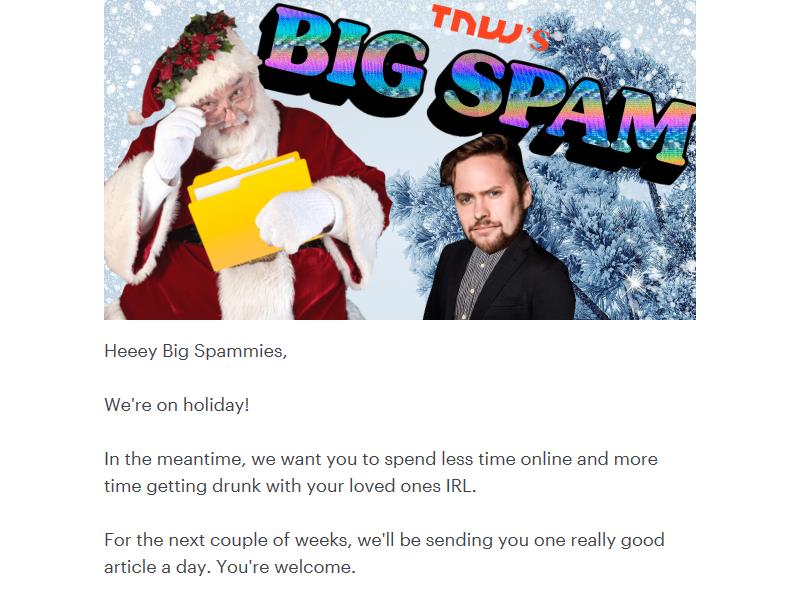 TNW's
BIG SPAM
Heeey Big Spammies,
We're on holiday!
In the meantime, we want you to spend less time online and more
time getting drunk with your loved ones IRL.
For the next couple of weeks, we'll be sending you one really good
article a day. You're welcome.